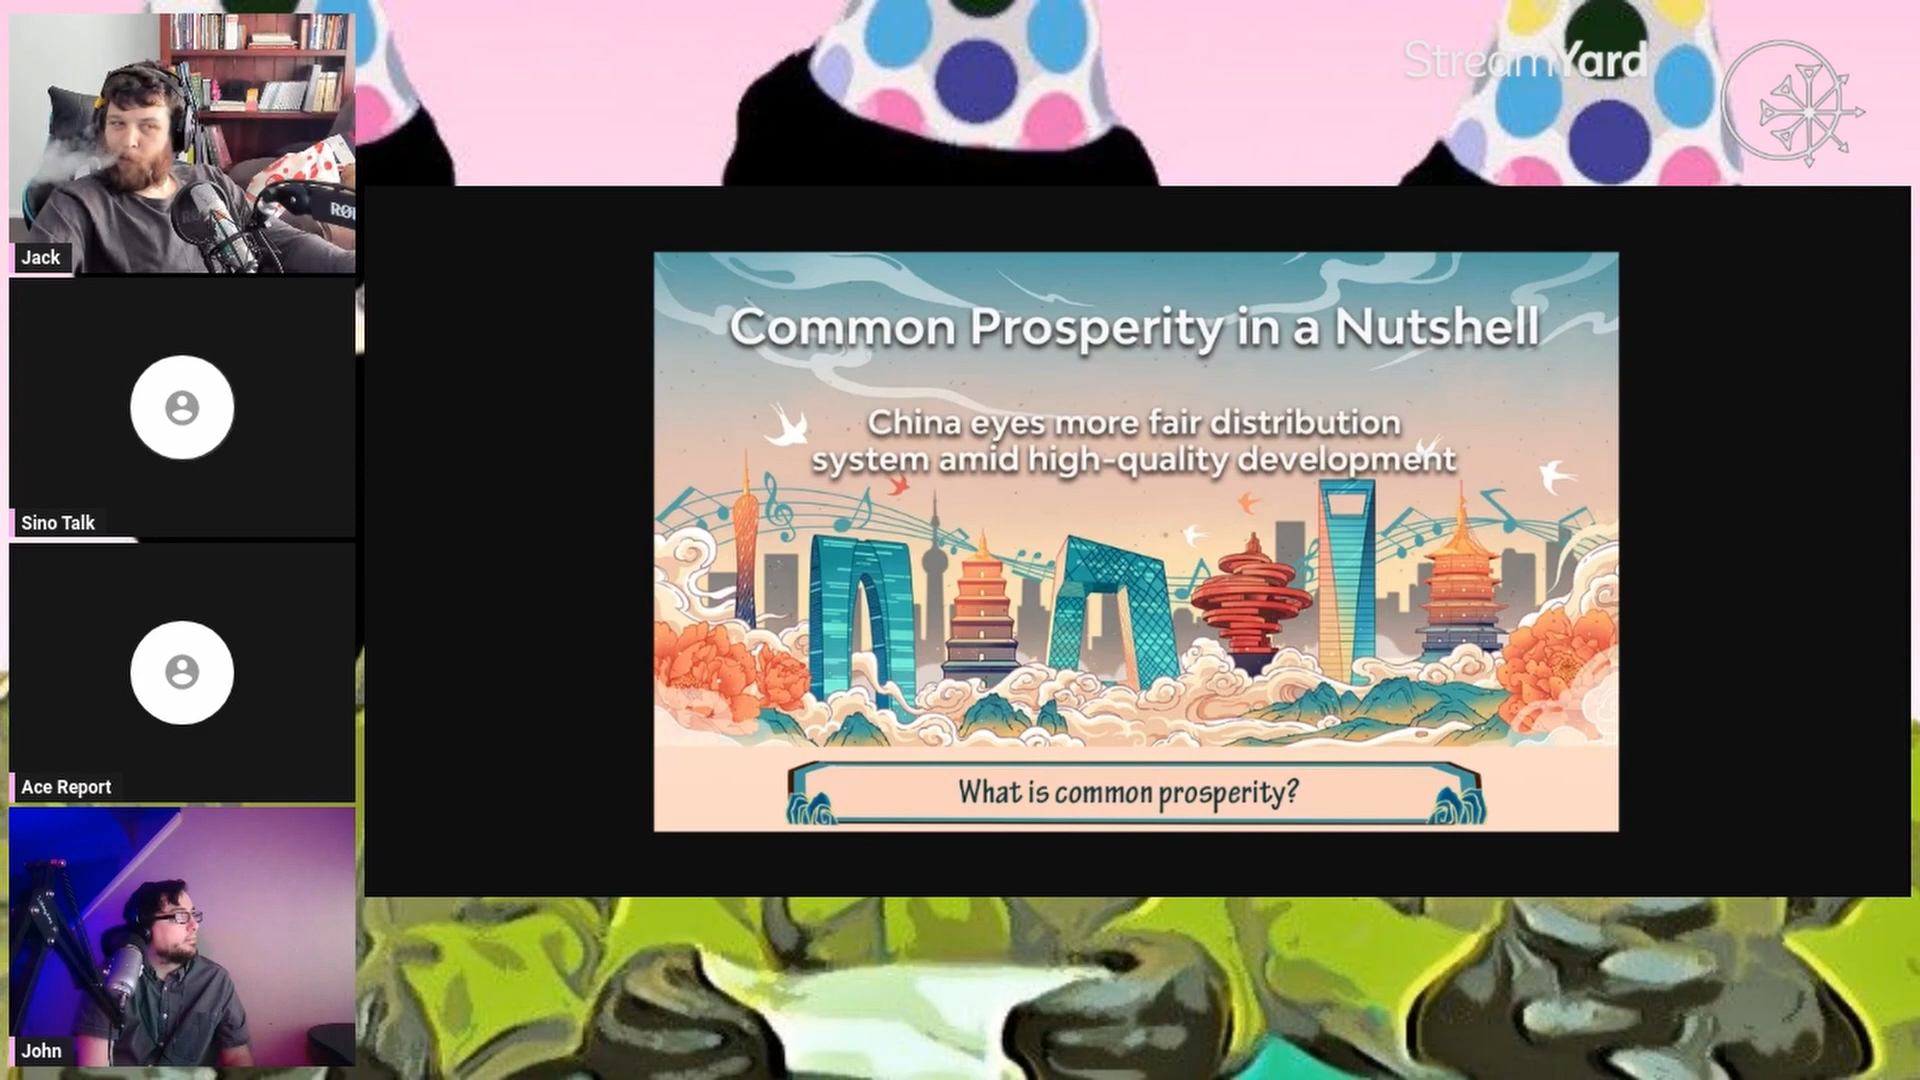 StreamYard
Jack
RØ
Common Prosperity in a Nutshell
China eyes more fair distribution
system amid high-quality development
Sino Talk
Ace Report
What is common prosperity?
John